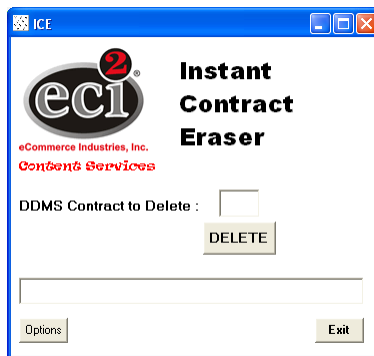 ICE
eci2®
Instant
Contract
Eraser
eCommerce Industries, Inc.
Content Services
DDMS Contract to Delete :
DELETE
Options
Exit